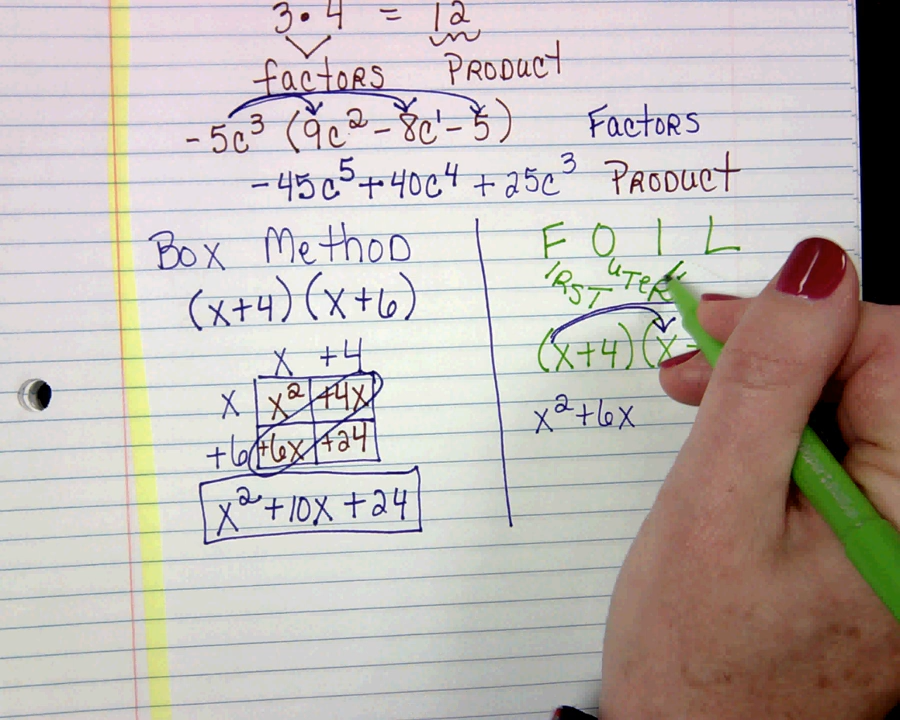 3 · 4 = 12
factors PRODUCT
-5c³ (9c² - 8c¹ - 5) Factors
-45c⁵ + 40c⁴ + 25c³ PRODUCT
Box Method
(x+4)(x+6)
x +4
x x² +4x
+6 +6x +24
x² + 10x + 24
F O I L
IRST UTER
(x+4)(x
x² + 6x